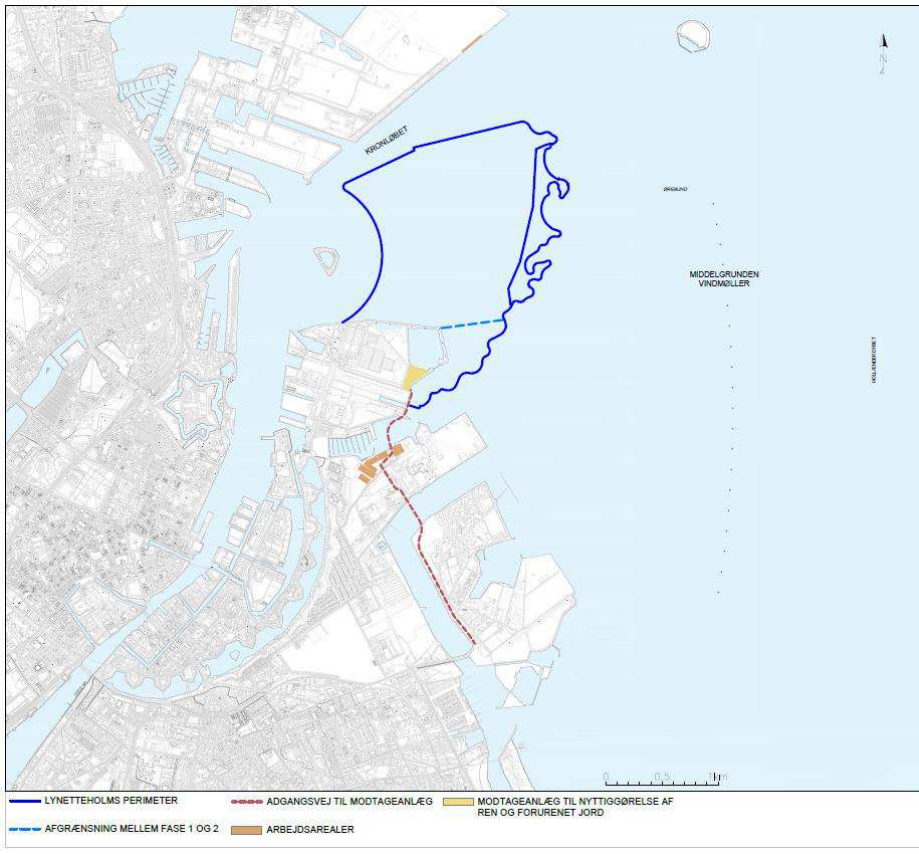 KRONLØBET
N
ØRESUND
MIDDELGRUNDEN
VINDMØLLER
0 0,5 1km
LYNETTEHOLMS PERIMETER
ADGANGSVEJ TIL MODTAGEANLÆG
MODTAGEANLÆG TIL NYTTIGGØRELSE AF
REN OG FORURENET JORD
AFGRÆNSNING MELLEM FASE 1 OG 2
ARBEJDSAREALER